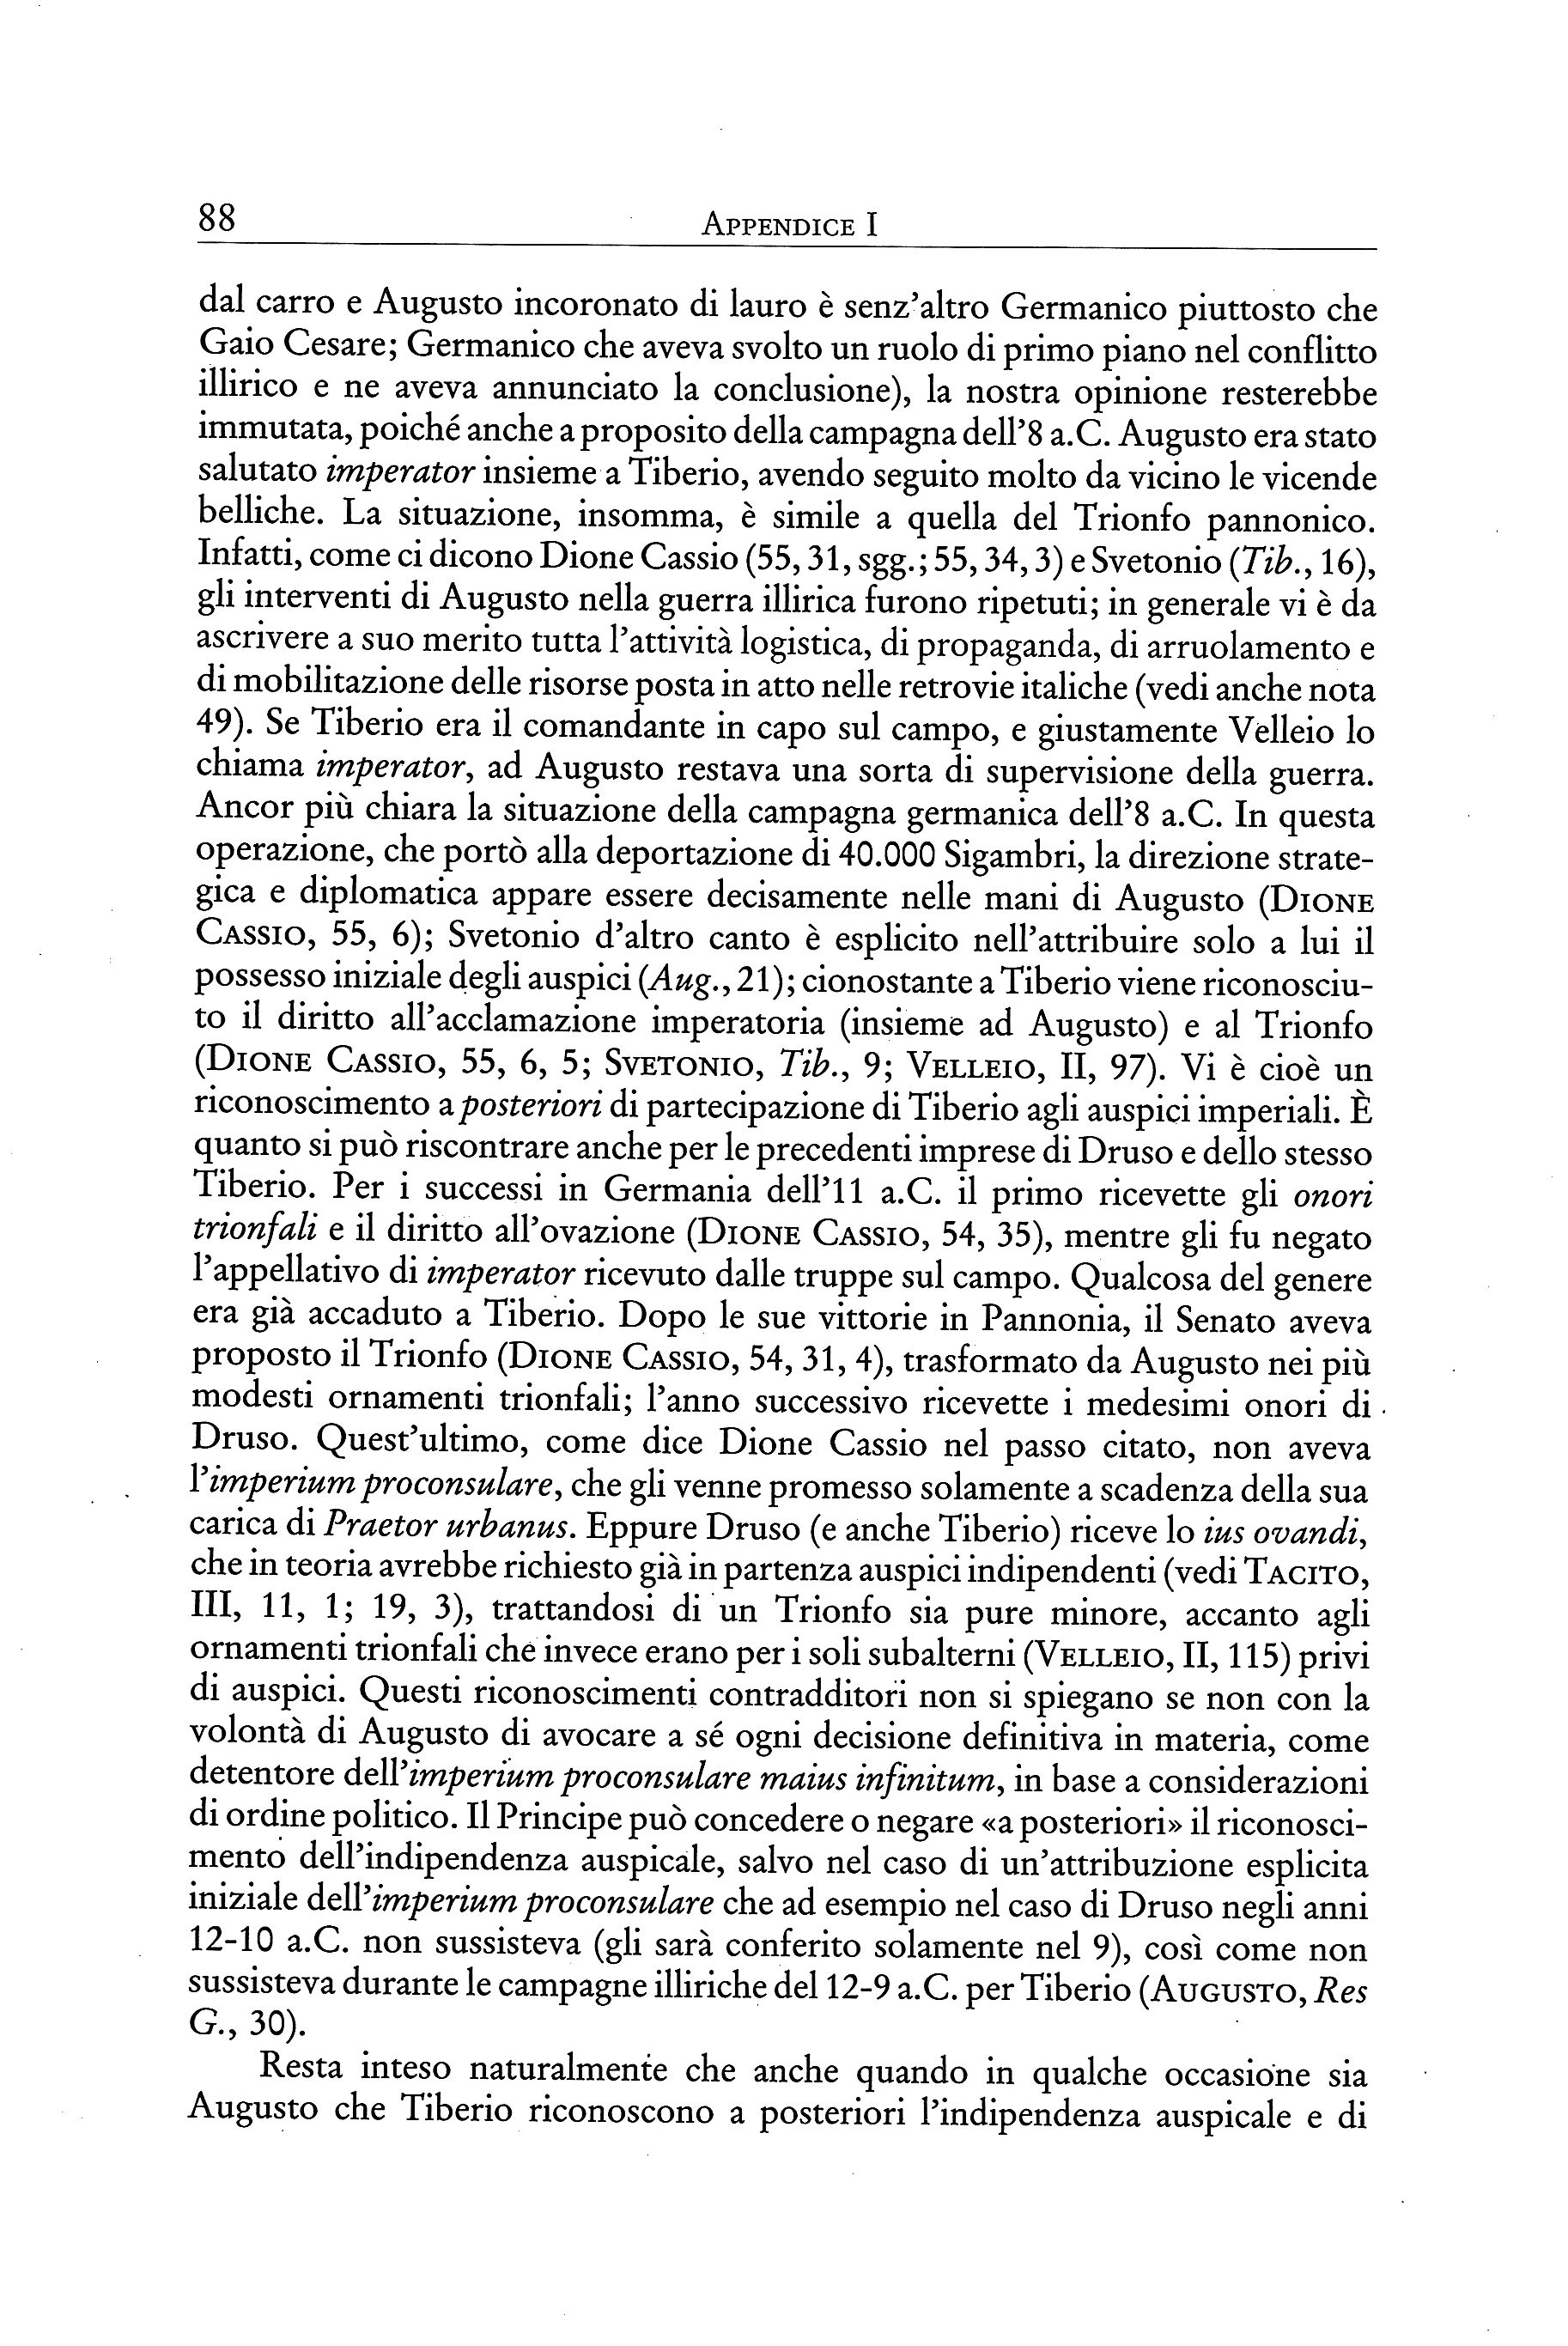 88
APPENDICE I
dal carro e Augusto incoronato di lauro è senz'altro Germanico piuttosto che
Gaio Cesare; Germanico che aveva svolto un ruolo di primo piano nel conflitto
illirico e ne aveva annunciato la conclusione), la nostra opinione resterebbe
immutata, poiché anche a proposito della campagna dell'8 a.C. Augusto era stato
salutato imperator insieme a Tiberio, avendo seguito molto da vicino le vicende
belliche. La situazione, insomma, è simile a quella del Trionfo pannonico.
Infatti, come ci dicono Dione Cassio (55, 31, sgg.; 55, 34, 3) e Svetonio (Tib., 16),
gli interventi di Augusto nella guerra illirica furono ripetuti; in generale vi è da
ascrivere a suo merito tutta l'attività logistica, di propaganda, di arruolamento e
di mobilitazione delle risorse posta in atto nelle retrovie italiche (vedi anche nota
49). Se Tiberio era il comandante in capo sul campo, e giustamente Velleio lo
chiama imperator, ad Augusto restava una sorta di supervisione della guerra.
Ancor più chiara la situazione della campagna germanica dell'8 a.C. In questa
operazione, che portò alla deportazione di 40.000 Sigambri, la direzione strate-
gica e diplomatica appare essere decisamente nelle mani di Augusto (DIONE
CASSIO, 55, 6); Svetonio d'altro canto è esplicito nell'attribuire solo a lui il
possesso iniziale degli auspici (Aug., 21); cionostante a Tiberio viene riconosciu-
to il diritto all'acclamazione imperatoria (insieme ad Augusto) e al Trionfo
(DIONE CASSIO, 55, 6, 5; SVETONIO, Tib., 9; VELLEIO, II, 97). Vi è cioè un
riconoscimento a posteriori di partecipazione di Tiberio agli auspici imperiali. È
quanto si può riscontrare anche per le precedenti imprese di Druso e dello stesso
Tiberio. Per i successi in Germania dell'11 a.C. il primo ricevette gli onori
trionfali e il diritto all'ovazione (DIONE CASSIO, 54, 35), mentre gli fu negato
l'appellativo di imperator ricevuto dalle truppe sul campo. Qualcosa del genere
era già accaduto a Tiberio. Dopo le sue vittorie in Pannonia, il Senato aveva
proposto il Trionfo (DIONE CASSIO, 54, 31, 4), trasformato da Augusto nei più
modesti ornamenti trionfali; l'anno successivo ricevette i medesimi onori di
Druso. Quest'ultimo, come dice Dione Cassio nel passo citato, non aveva
l'imperium proconsulare, che gli venne promesso solamente a scadenza della sua
carica di Praetor urbanus. Eppure Druso (e anche Tiberio) riceve lo ius ovandi,
che in teoria avrebbe richiesto già in partenza auspici indipendenti (vedi TACITO,
III, 11, 1; 19, 3), trattandosi di un Trionfo sia pure minore, accanto agli
ornamenti trionfali che invece erano per i soli subalterni (VELLEIO, II, 115) privi
di auspici. Questi riconoscimenti contradditori non si spiegano se non con la
volontà di Augusto di avocare a sé ogni decisione definitiva in materia, come
detentore dell'imperium proconsulare maius infinitum, in base a considerazioni
di ordine politico. Il Principe può concedere o negare «a posteriori» il riconosci-
mento dell'indipendenza auspicale, salvo nel caso di un'attribuzione esplicita
iniziale dell'imperium proconsulare che ad esempio nel caso di Druso negli anni
12-10 a.C. non sussisteva (gli sarà conferito solamente nel 9), così come non
sussisteva durante le campagne illiriche del 12-9 a.C. per Tiberio (AUGUSTO, Res
G., 30).
Resta inteso naturalmente che anche quando in qualche occasione sia
Augusto che Tiberio riconoscono a posteriori l'indipendenza auspicale e di